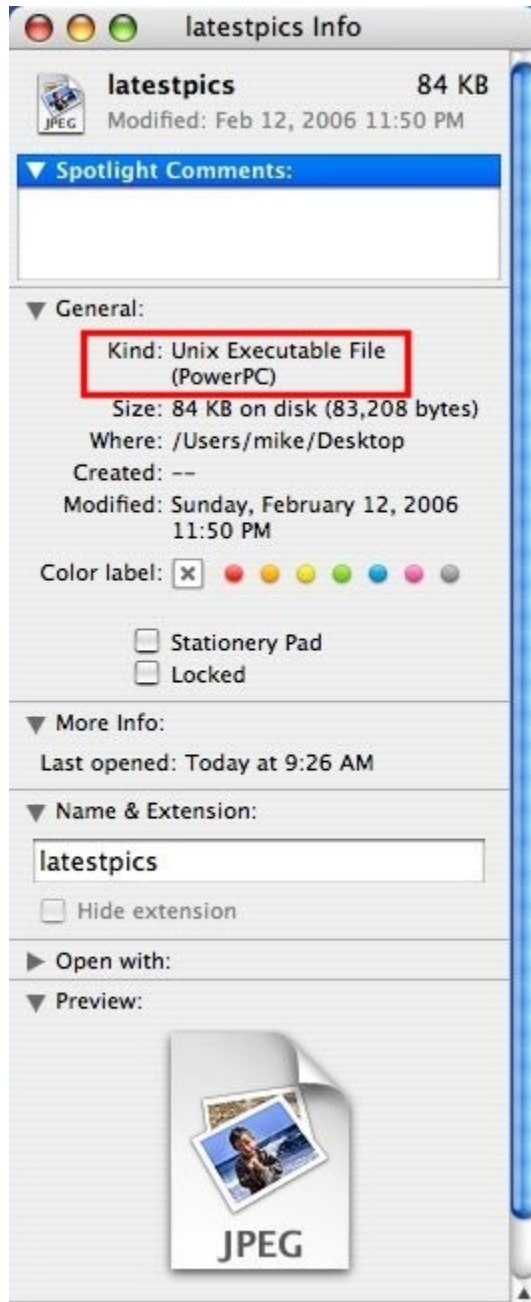 latestpics Info
latestpics 84 KB
JPEG Modified: Feb 12, 2006 11:50 PM
Spotlight Comments:
General:
Kind: Unix Executable File
(PowerPC)
Size: 84 KB on disk (83,208 bytes)
Where: /Users/mike/Desktop
Created: --
Modified: Sunday, February 12, 2006
11:50 PM
Color label:
Stationery Pad
Locked
More Info:
Last opened: Today at 9:26 AM
Name & Extension:
latestpics
Hide extension
Open with:
Preview:
JPEG